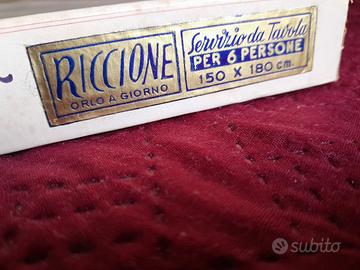 RICCIONE
ORLO A GIORNO
Servizio da Tavola
PER 6 PERSONE
150 X 180 cm.
subito